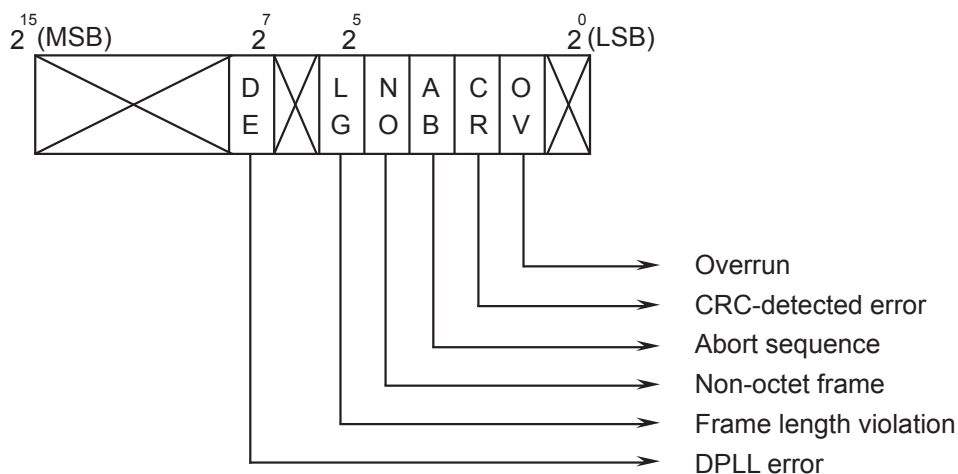 2^15 (MSB) 2^7 2^5 2^0 (LSB)
D L N A C O
E G O B R V
Overrun
CRC-detected error
Abort sequence
Non-octet frame
Frame length violation
DPLL error